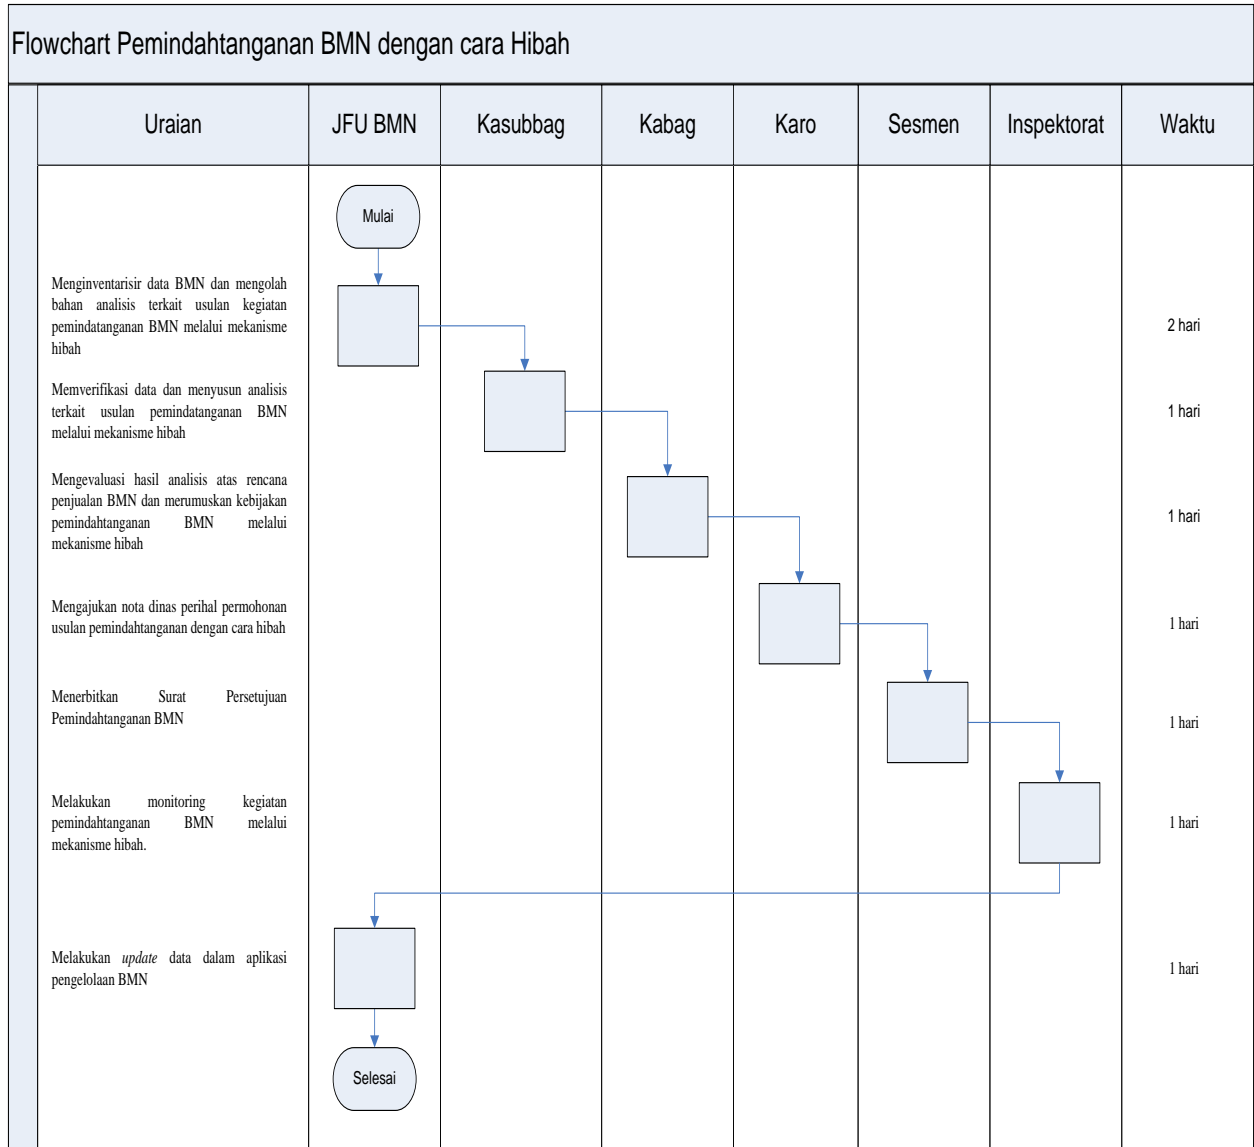 Flowchart Pemindahtanganan BMN dengan cara Hibah
Uraian
JFU BMN
Kasubbag
Kabag
Karo
Sesmen
Inspektorat
Waktu
Mulai
Menginventarisir data BMN dan mengolah
bahan analisis terkait usulan kegiatan
pemindatanganan BMN melalui mekanisme
hibah
2 hari
Memverifikasi data dan menyusun analisis
terkait usulan pemindatanganan BMN
melalui mekanisme hibah
1 hari
Mengevaluasi hasil analisis atas rencana
penjualan BMN dan merumuskan kebijakan
pemindahtanganan BMN melalui
mekanisme hibah
1 hari
Mengajukan nota dinas perihal permohonan
usulan pemindahtanganan dengan cara hibah
1 hari
Menerbitkan Surat Persetujuan
Pemindahtanganan BMN
1 hari
Melakukan monitoring kegiatan
pemindahtanganan BMN melalui
mekanisme hibah.
1 hari
Melakukan update data dalam aplikasi
pengelolaan BMN
1 hari
Selesai